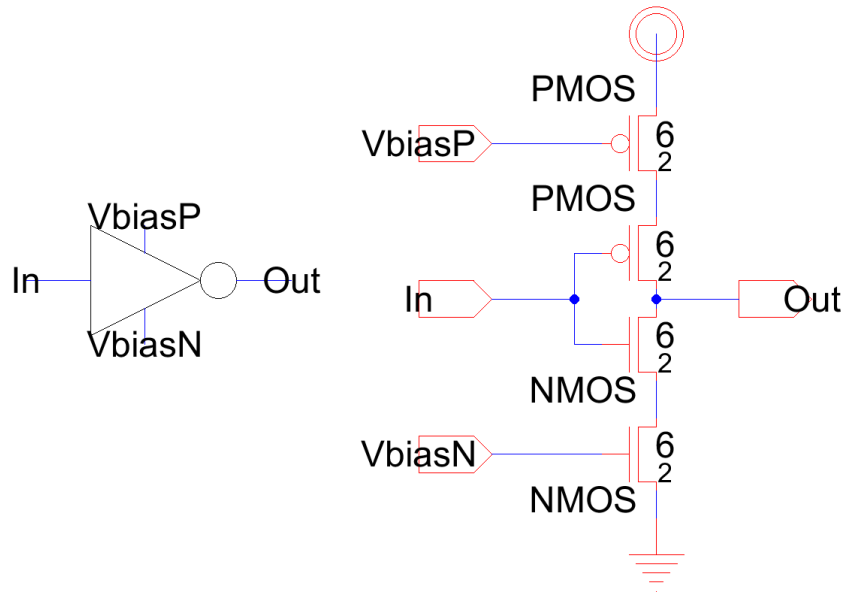 VbiasP
In
Out
VbiasN
PMOS
VbiasP
6
2
PMOS
6
2
In
Out
6
2
NMOS
VbiasN
6
2
NMOS